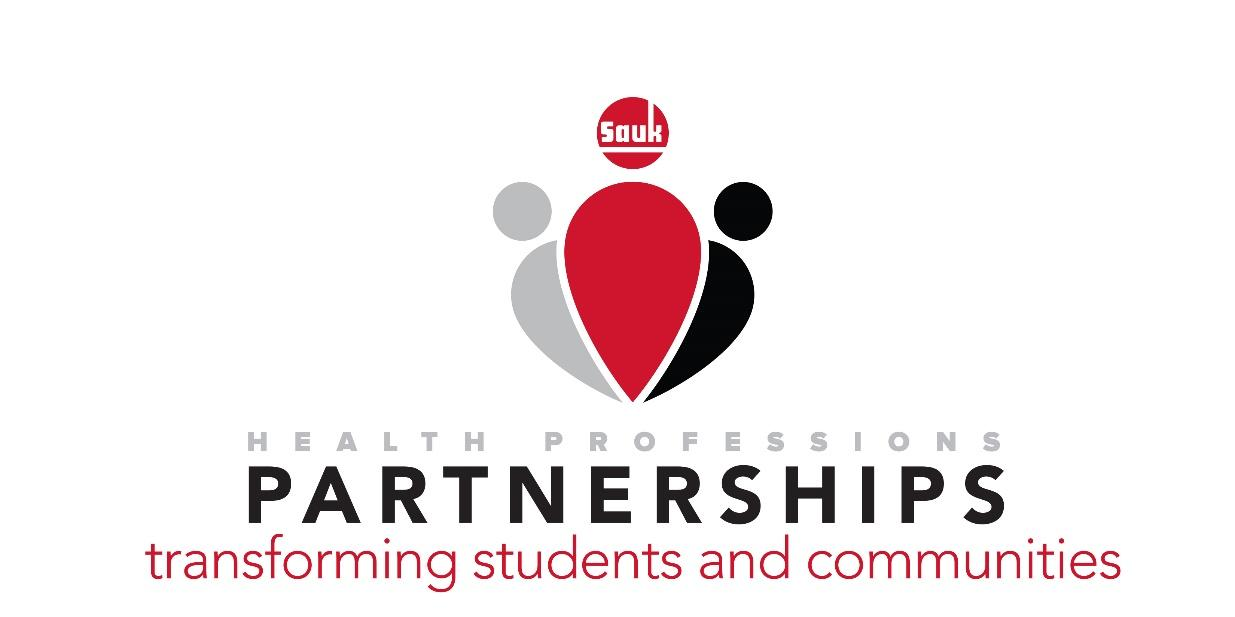 Sauk
HEALTH PROFESSIONS
PARTNERSHIPS
transforming students and communities